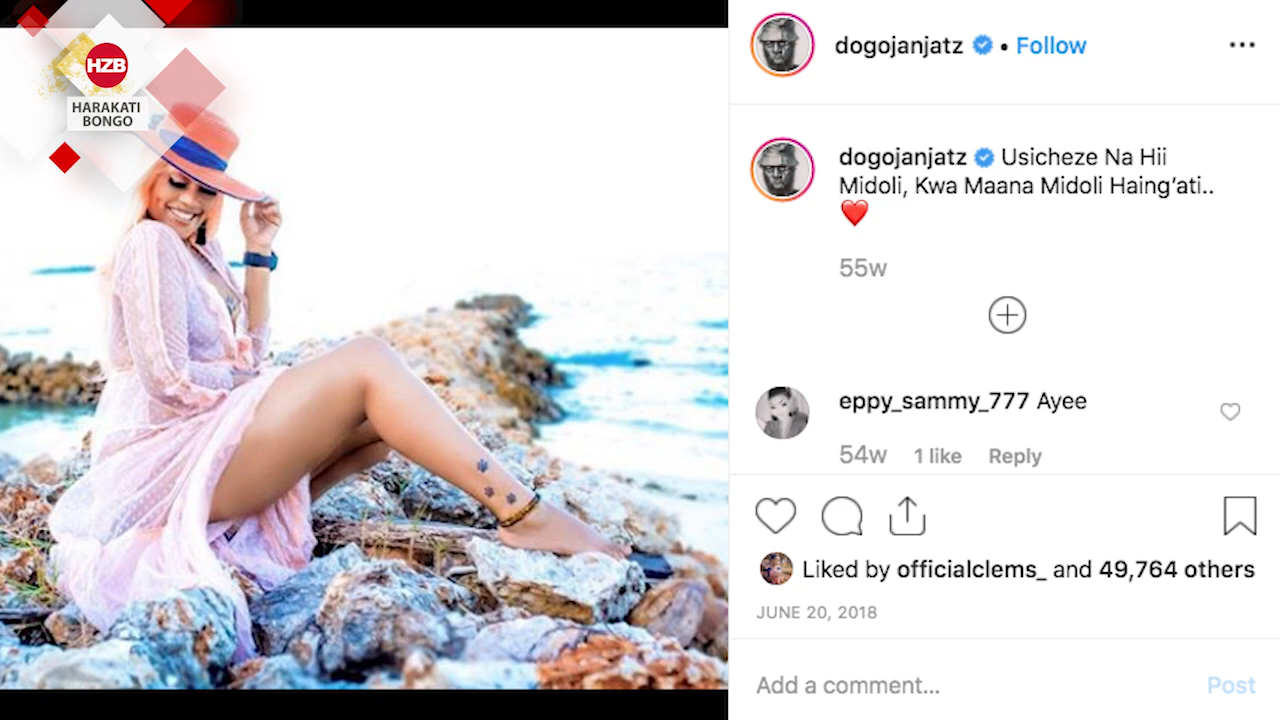 HZB
HARAKATI
BONGO
dogojanjatz • Follow
dogojanjatz Usicheze Na Hii
Midoli, Kwa Maana Midoli Haing’ati..
55w
eppy_sammy_777 Ayee
54w 1 like Reply
Liked by officialclems_ and 49,764 others
JUNE 20, 2018
Add a comment...
Post